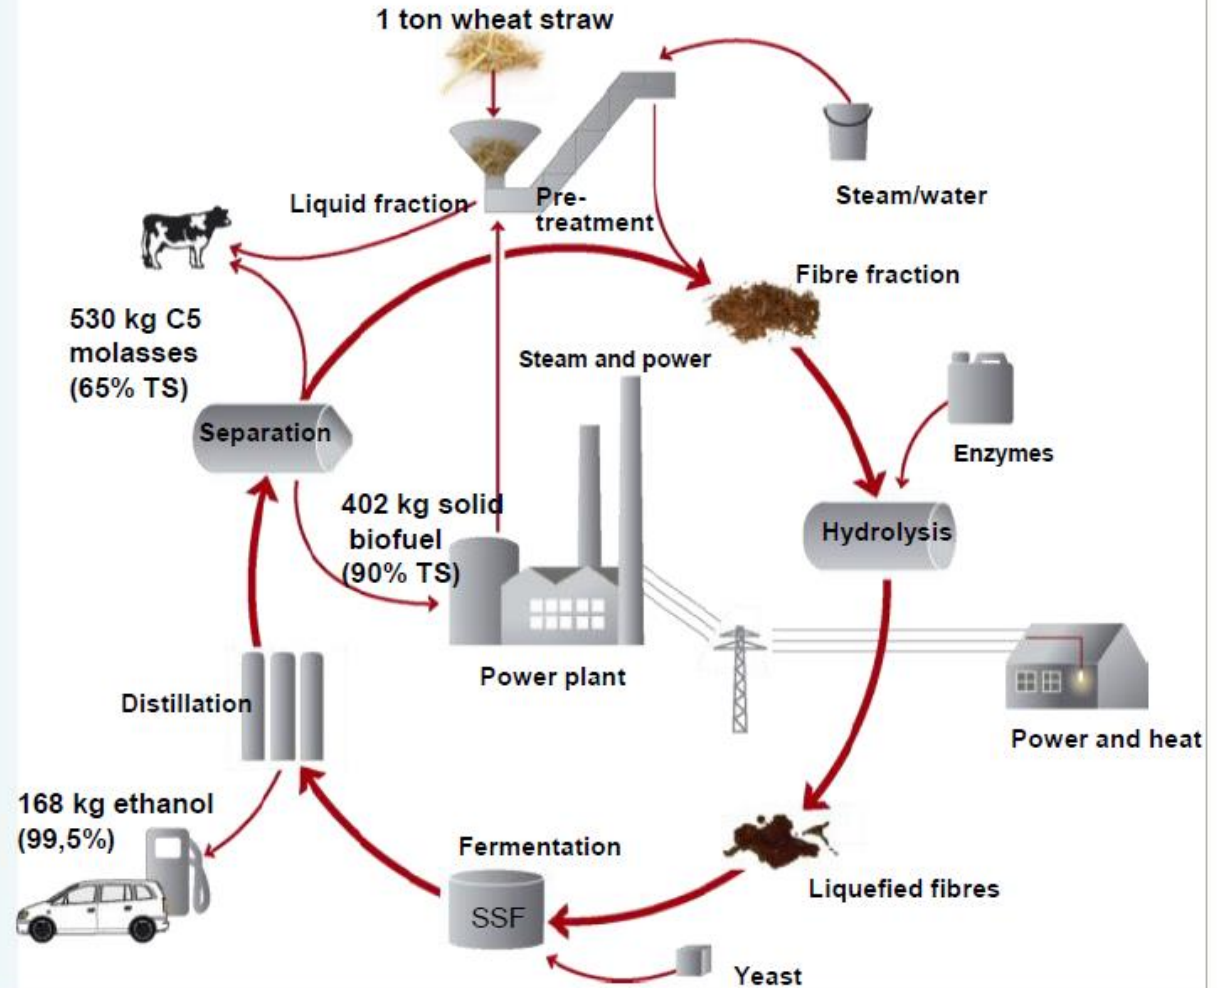 1 ton wheat straw
Steam/water
Liquid fraction
Pre-
treatment
Fibre fraction
530 kg C5
molasses
(65% TS)
Steam and power
Separation
Enzymes
402 kg solid
biofuel
(90% TS)
Hydrolysis
Power plant
Distillation
Power and heat
168 kg ethanol
(99,5%)
Fermentation
SSF
Liquefied fibres
Yeast